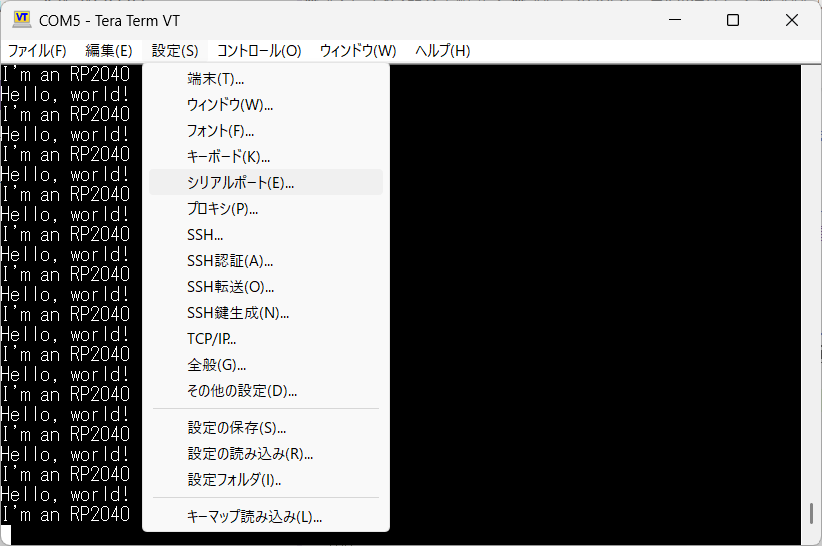 COM5 - Tera Term VT
ファイル(F) 編集(E) 設定(S) コントロール(O) ウィンドウ(W) ヘルプ(H)
I'm an RP2040
Hello, world!
I'm an RP2040
Hello, world!
I'm an RP2040
Hello, world!
I'm an RP2040
Hello, world!
I'm an RP2040
Hello, world!
I'm an RP2040
Hello, world!
I'm an RP2040
Hello, world!
I'm an RP2040
Hello, world!
I'm an RP2040
Hello, world!
I'm an RP2040
Hello, world!
I'm an RP2040
Hello, world!
I'm an RP2040
端末(T)...
ウィンドウ(W)...
フォント(F)...
キーボード(K)...
シリアルポート(E)...
プロキシ(P)...
SSH...
SSH認証(A)...
SSH転送(O)...
SSH鍵生成(N)...
TCP/IP...
全般(G)...
その他の設定(D)...
設定の保存(S)...
設定の読み込み(R)...
設定フォルダ(I)..
キーマップ読み込み(L)...